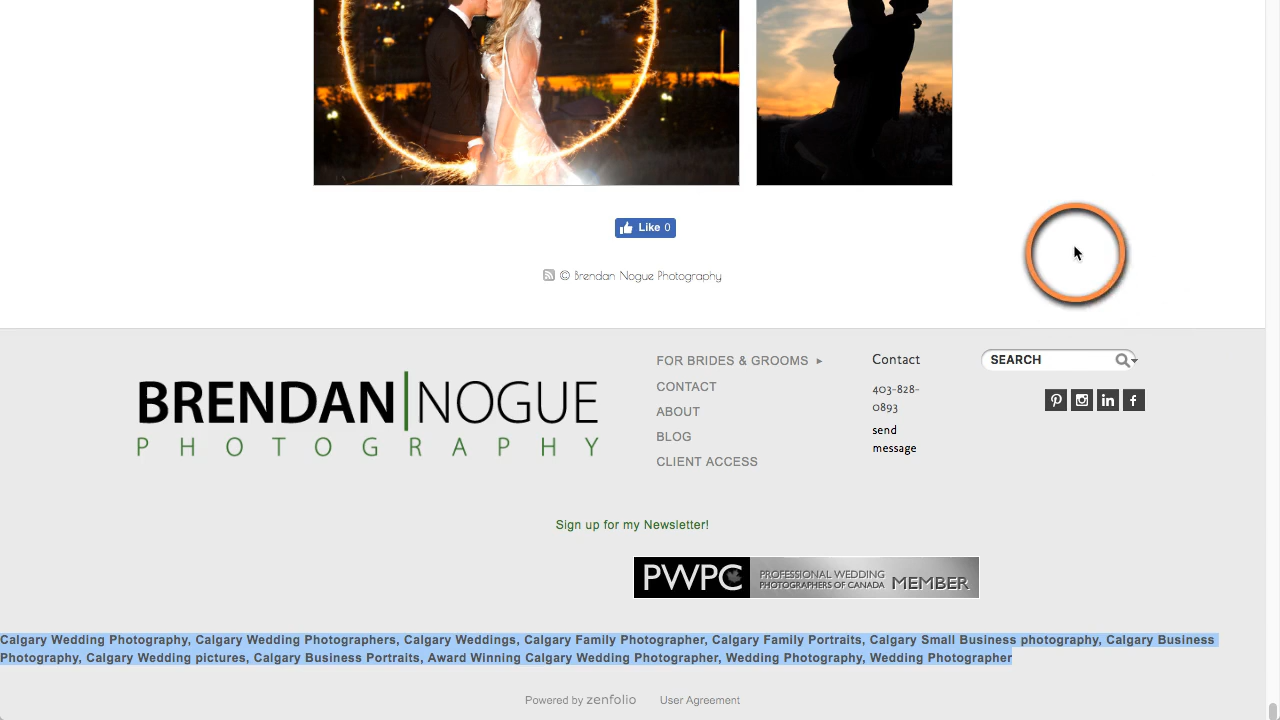 Like 0
© Brendan Nogue Photography
BRENDAN|NOGUE
PHOTOGRAPHY
FOR BRIDES & GROOMS
CONTACT
ABOUT
BLOG
CLIENT ACCESS
Contact
403-828-
0893
send
message
SEARCH
Sign up for my Newsletter!
PWPC
PROFESSIONAL WEDDING
PHOTOGRAPHERS OF CANADA MEMBER
Calgary Wedding Photography, Calgary Wedding Photographers, Calgary Weddings, Calgary Family Photographer, Calgary Family Portraits, Calgary Small Business photography, Calgary Business
Photography, Calgary Wedding pictures, Calgary Business Portraits, Award Winning Calgary Wedding Photographer, Wedding Photography, Wedding Photographer
Powered by zenfolio User Agreement